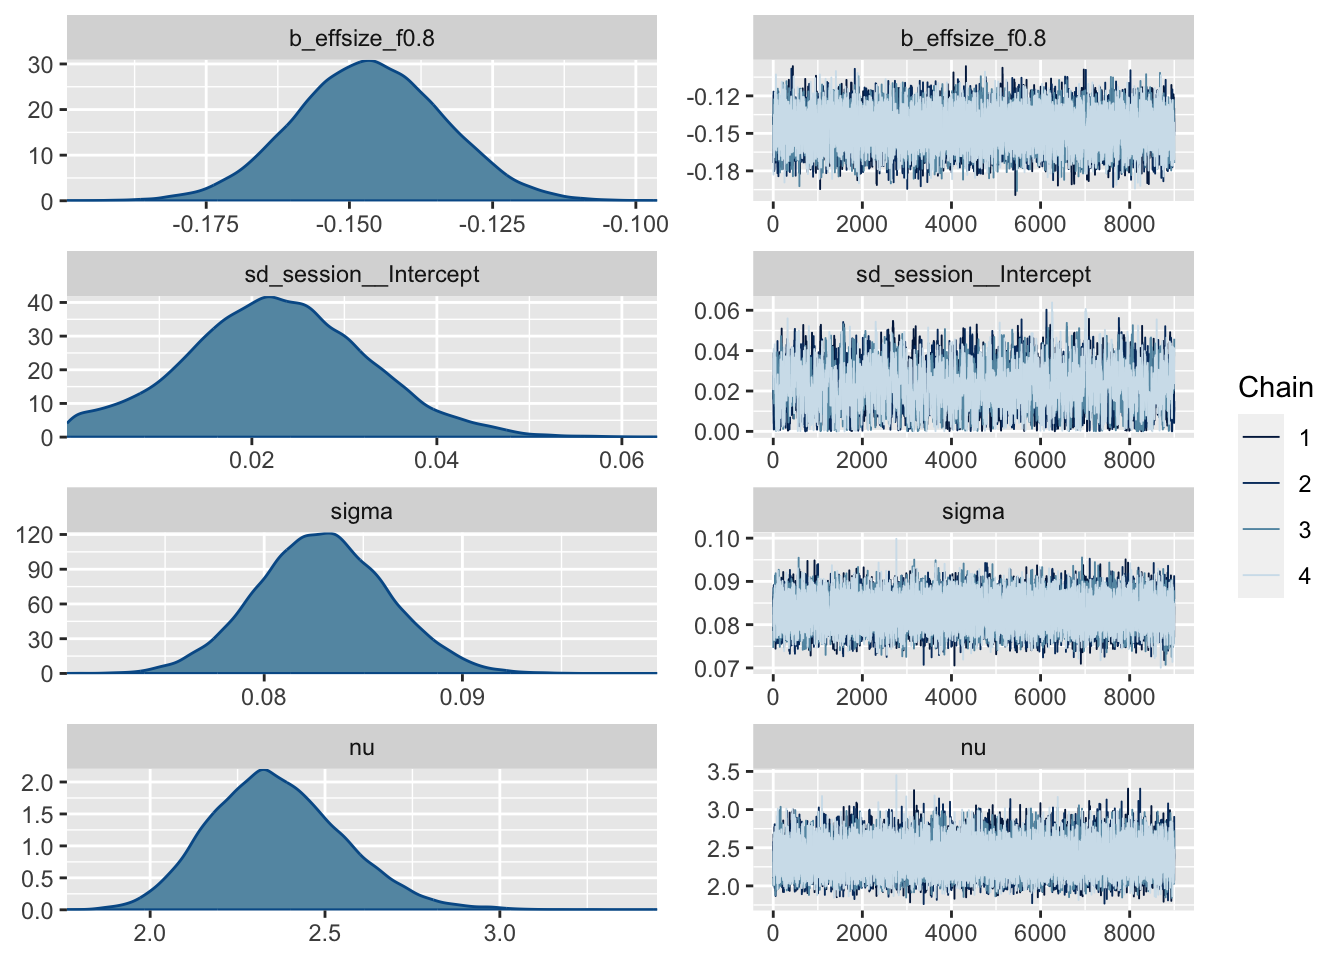 b_effsize_f0.8
30
20
10
0
-0.175 -0.150 -0.125 -0.100
b_effsize_f0.8
-0.12
-0.15
-0.18
0 2000 4000 6000 8000
sd_session__Intercept
40
30
20
10
0
0.02 0.04 0.06
sd_session__Intercept
0.06
0.04
0.02
0.00
0 2000 4000 6000 8000
sigma
120
90
60
30
0
0.08 0.09
sigma
0.10
0.09
0.08
0.07
0 2000 4000 6000 8000
nu
2.0
1.5
1.0
0.5
0.0
2.0 2.5 3.0
nu
3.5
3.0
2.5
2.0
0 2000 4000 6000 8000
Chain
1
2
3
4